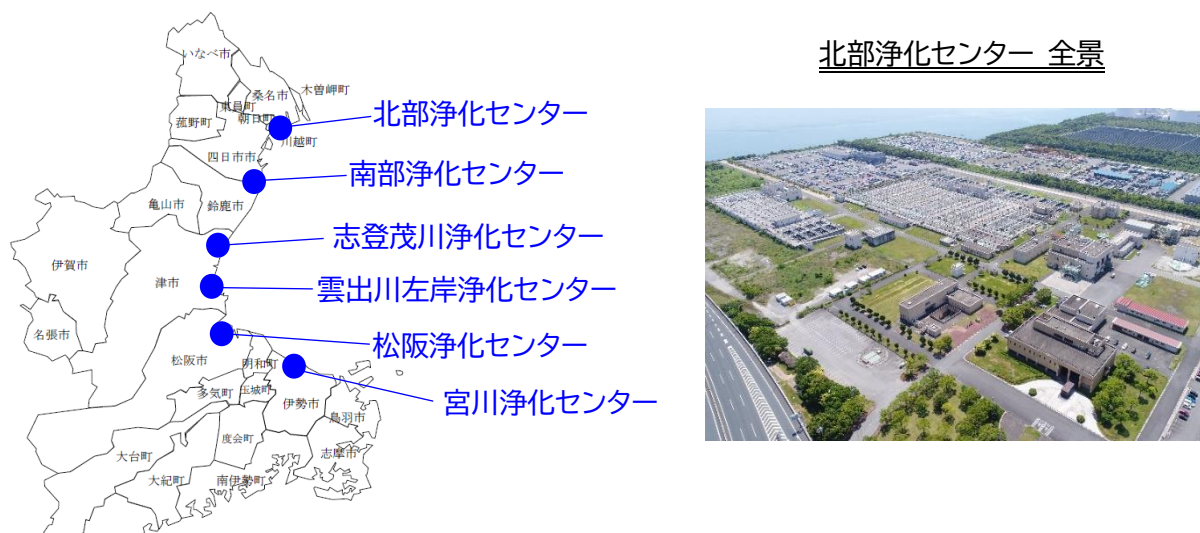 北部浄化センター 全景
いなべ市
桑名市
木曽岬町
東員町
朝日町
菰野町
川越町
北部浄化センター
四日市市
南部浄化センター
亀山市
鈴鹿市
志登茂川浄化センター
伊賀市
津市
雲出川左岸浄化センター
名張市
松阪市
明和町
松阪浄化センター
多気町
玉城町
伊勢市
宮川浄化センター
鳥羽市
度会町
大台町
志摩市
大紀町
南伊勢町